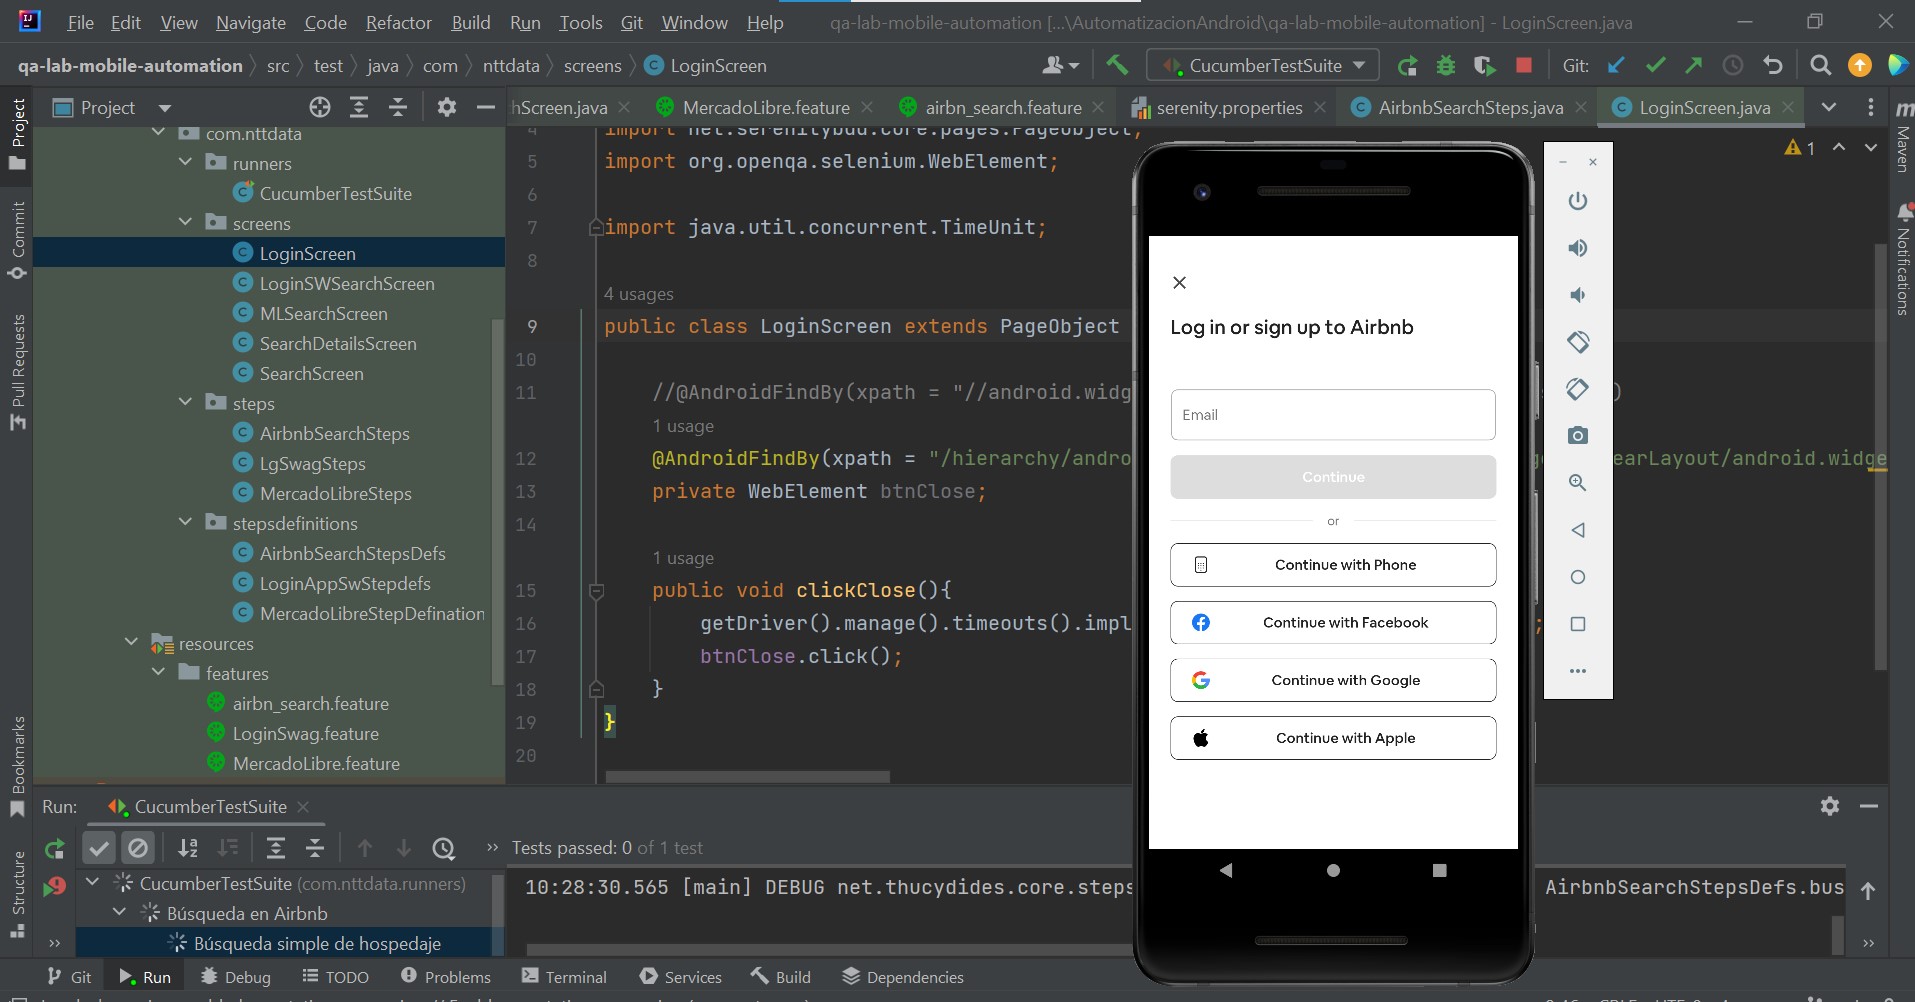 File Edit View Navigate Code Refactor Build Run Tools Git Window Help qa-lab-mobile-automation [...\AutomatizacionAndroid\qa-lab-mobile-automation] - LoginScreen.java
qa-lab-mobile-automation src test java com nttdata screens LoginScreen CucumberTestSuite Git:
Project hScreen.java MercadoLibre.feature airbn_search.feature serenity.properties AirbnbSearchSteps.java LoginScreen.java
Project
Commit
Pull Requests
Bookmarks
Structure
Maven
Notifications
com.nttdata
runners
CucumberTestSuite
screens
LoginScreen
LoginSWSearchScreen
MLSearchScreen
SearchDetailsScreen
SearchScreen
steps
AirbnbSearchSteps
LgSwagSteps
MercadoLibreSteps
stepsdefinitions
AirbnbSearchStepsDefs
LoginAppSwStepdefs
MercadoLibreStepDefination
resources
features
airbn_search.feature
LoginSwag.feature
MercadoLibre.feature
4 import net.serenitybdd.core.pages.PageObject;
5 import org.openqa.selenium.WebElement;
6
7 import java.util.concurrent.TimeUnit;
8
4 usages
9 public class LoginScreen extends PageObject
10
11 //@AndroidFindBy(xpath = "//android.widg )
1 usage
12 @AndroidFindBy(xpath = "/hierarchy/andro earLayout/android.widge
13 private WebElement btnClose;
14
1 usage
15 public void clickClose(){
16 getDriver().manage().timeouts().impl ;
17 btnClose.click();
18 }
19 }
20
1
Log in or sign up to Airbnb
Email
Continue
or
Continue with Phone
Continue with Facebook
Continue with Google
Continue with Apple
Run: CucumberTestSuite
Tests passed: 0 of 1 test
CucumberTestSuite (com.nttdata.runners)
Búsqueda en Airbnb
Búsqueda simple de hospedaje
10:28:30.565 [main] DEBUG net.thucydides.core.steps AirbnbSearchStepsDefs.bus
Git Run Debug TODO Problems Terminal Services Build Dependencies